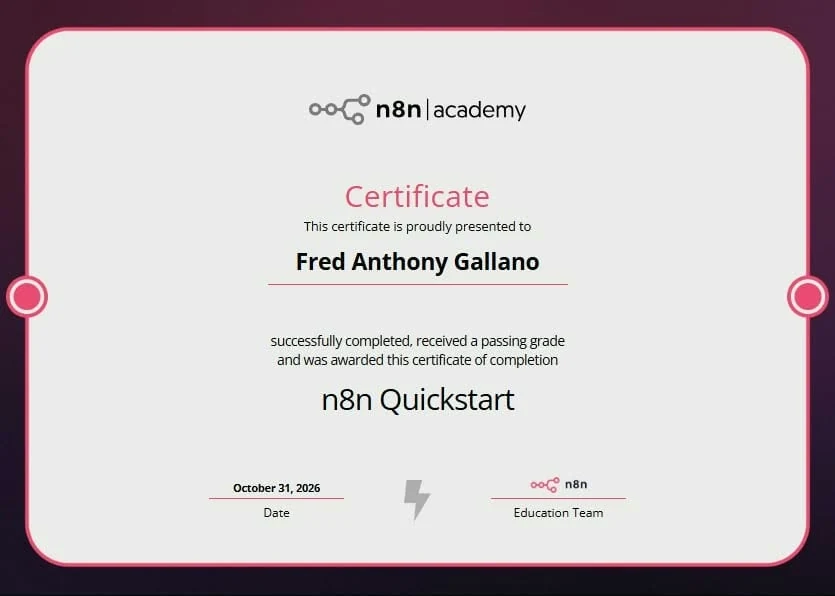 n8n | academy
Certificate
This certificate is proudly presented to
Fred Anthony Gallano
successfully completed, received a passing grade
and was awarded this certificate of completion
n8n Quickstart
October 31, 2026
Date
n8n
Education Team